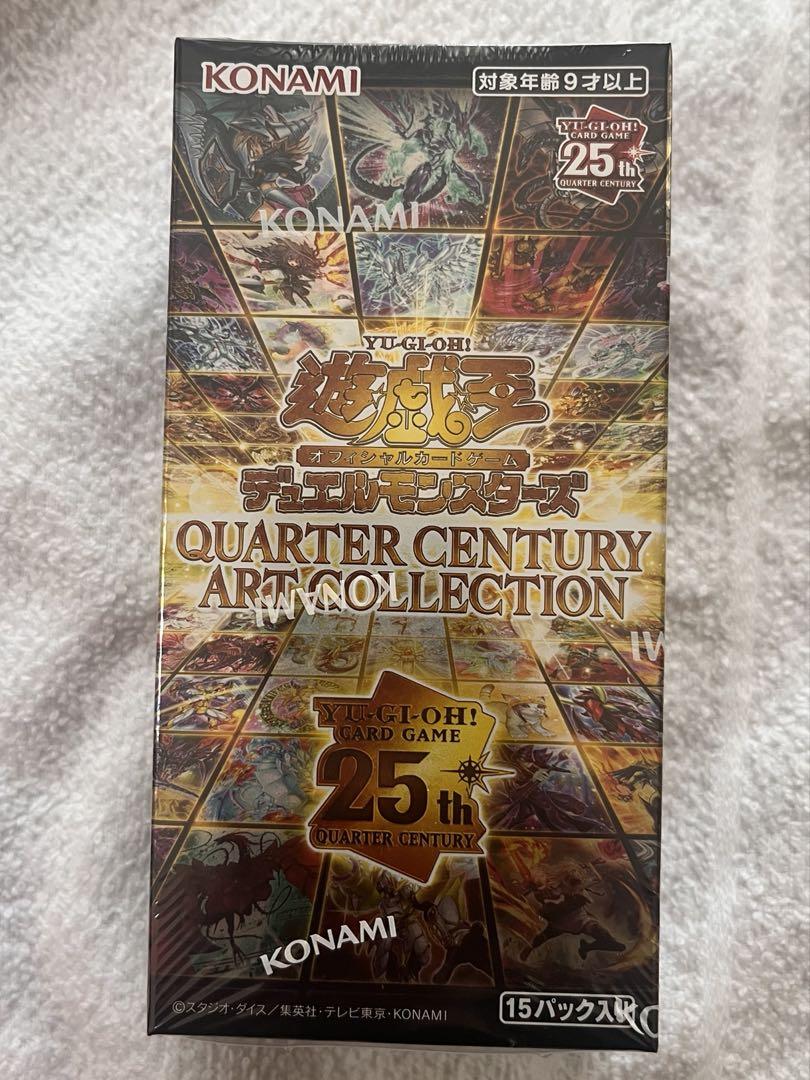 KONAMI
対象年齢9才以上
YU-GI-OH!
CARD GAME
25th
QUARTER CENTURY
KONAMI
YU-GI-OH!
遊戯王
オフィシャルカードゲーム
デュエルモンスターズ
QUARTER CENTURY
ART COLLECTION
KONAMI
MI
YU-GI-OH!
CARD GAME
25th
QUARTER CENTURY
KONAMI
©スタジオ・ダイス/集英社・テレビ東京・KONAMI
15パック入り